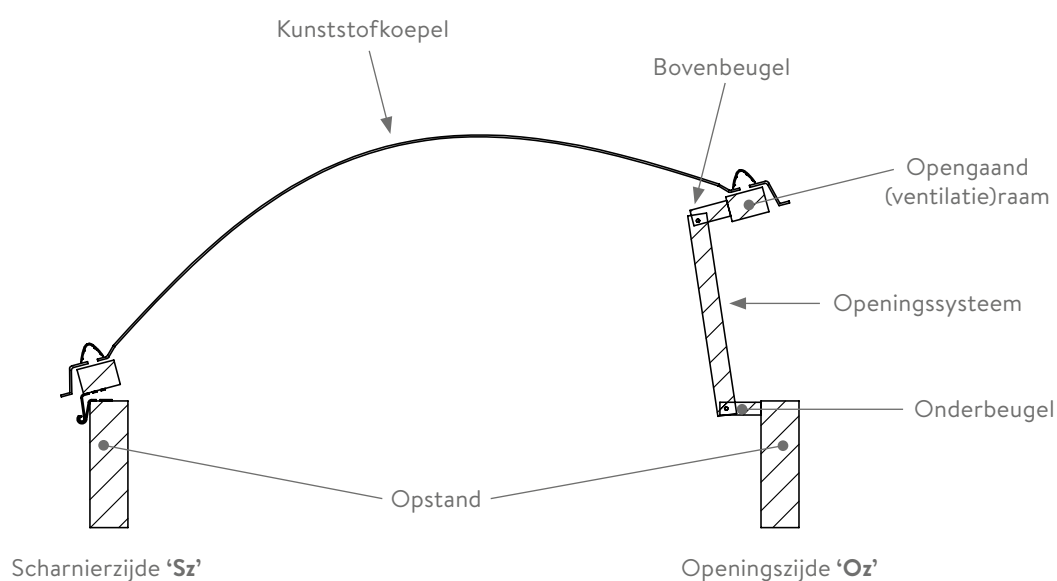 Kunststofkoepel
Bovenbeugel
Opengaand
(ventilatie)raam
Openingssysteem
Onderbeugel
Opstand
Scharnierzijde ‘Sz’
Openingszijde ‘Oz’